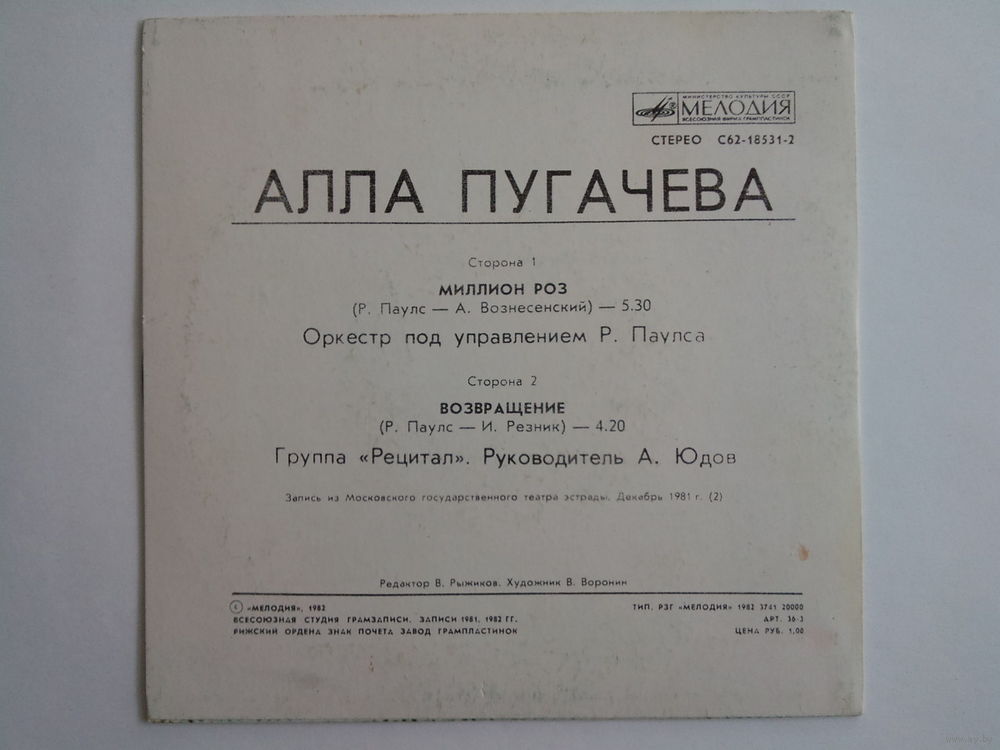 МИНИСТЕРСТВО КУЛЬТУРЫ СССР
МЕЛОДИЯ
ВСЕСОЮЗНАЯ ФИРМА ГРАМПЛАСТИНОК
СТЕРЕО С62-18531-2
АЛЛА ПУГАЧЕВА
Сторона 1
МИЛЛИОН РОЗ
(Р. Паулс — А. Вознесенский) — 5.30
Оркестр под управлением Р. Паулса
Сторона 2
ВОЗВРАЩЕНИЕ
(Р. Паулс — И. Резник) — 4.20
Группа «Рецитал». Руководитель А. Юдов
Запись из Московского государственного театра эстрады. Декабрь 1981 г. (2)
Редактор В. Рыжиков. Художник В. Воронин
«МЕЛОДИЯ», 1982
ВСЕСОЮЗНАЯ СТУДИЯ ГРАМЗАПИСИ. ЗАПИСИ 1981, 1982 ГГ.
РИЖСКИЙ ОРДЕНА ЗНАК ПОЧЕТА ЗАВОД ГРАМПЛАСТИНОК
ТИП. РЗГ «МЕЛОДИЯ» 1982 3741 20000
АРТ. 36-3
ЦЕНА РУБ. 1,00
www.ay.by